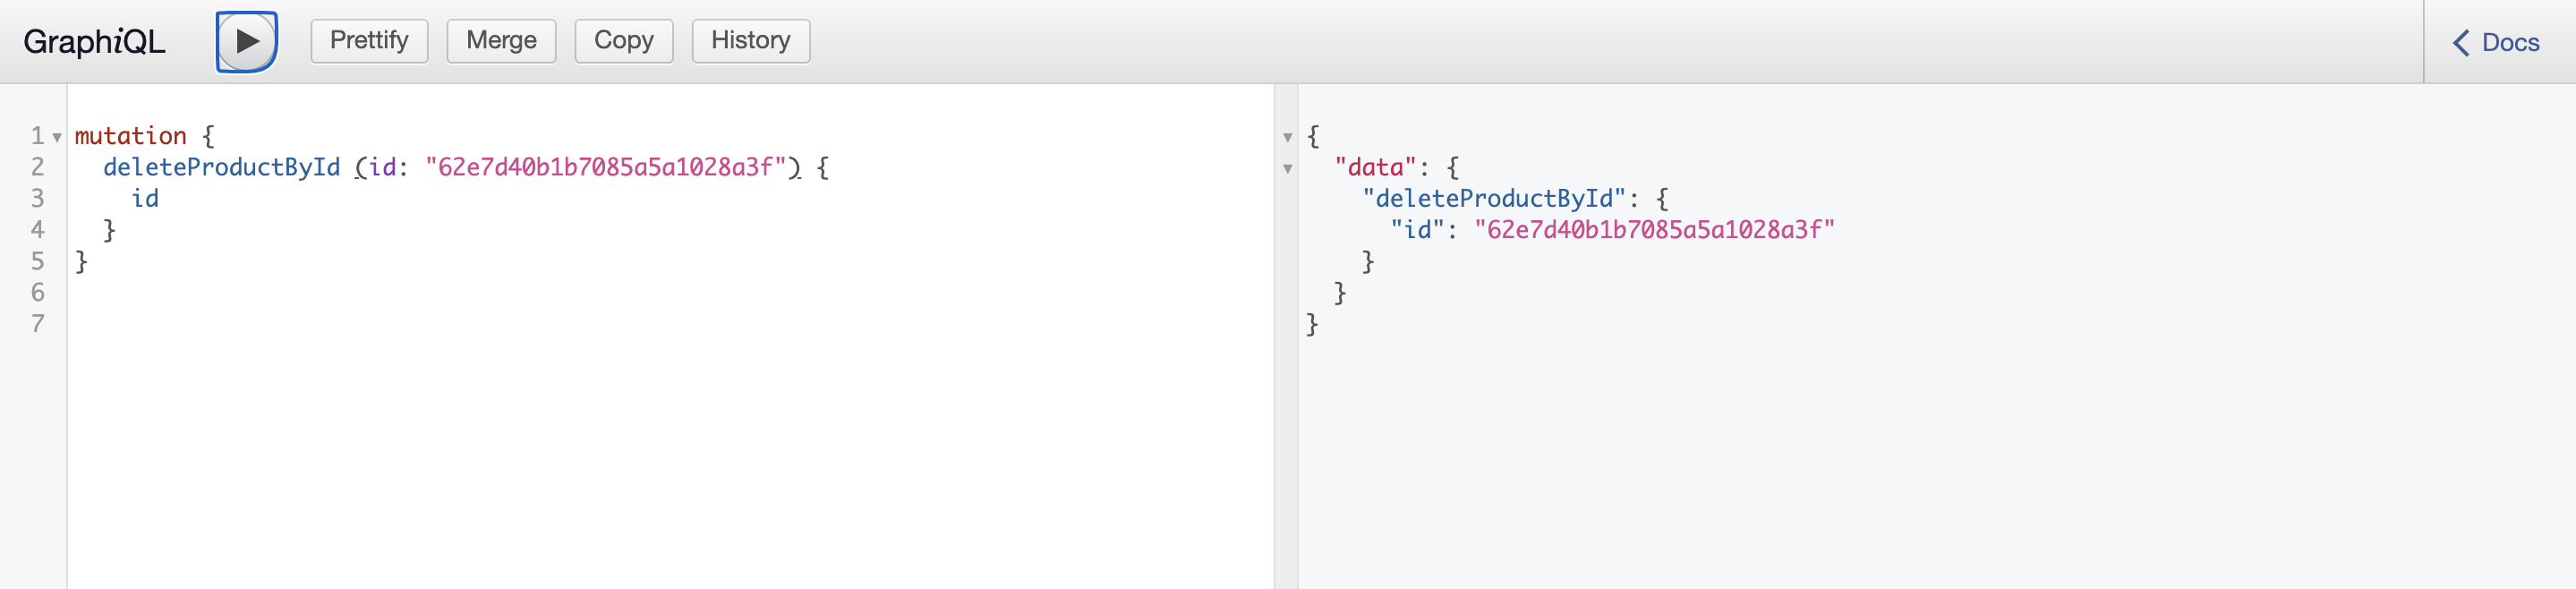 GraphiQL Prettify Merge Copy History Docs
1 mutation {
2 deleteProductById (id: "62e7d40b1b7085a5a1028a3f") {
3 id
4 }
5 }
6
7
{
"data": {
"deleteProductById": {
"id": "62e7d40b1b7085a5a1028a3f"
}
}
}